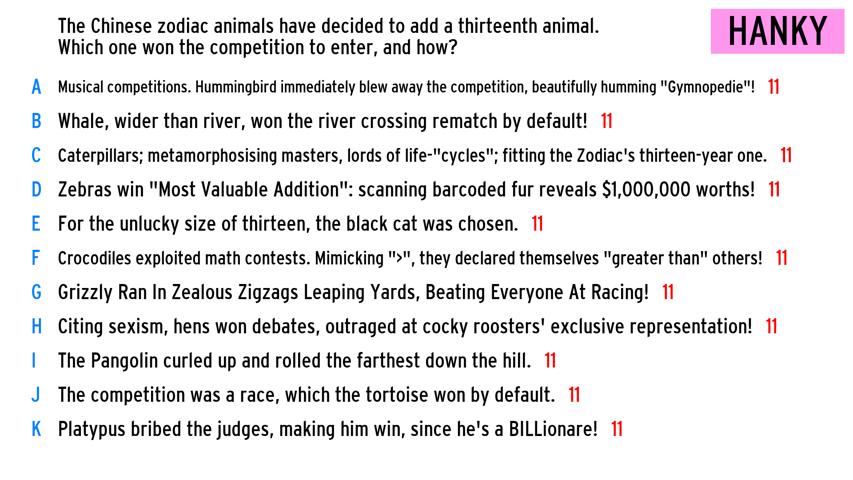 The Chinese zodiac animals have decided to add a thirteenth animal.
Which one won the competition to enter, and how?
HANKY
A Musical competitions. Hummingbird immediately blew away the competition, beautifully humming "Gymnopedie"! 11
B Whale, wider than river, won the river crossing rematch by default! 11
C Caterpillars; metamorphosising masters, lords of life-"cycles"; fitting the Zodiac's thirteen-year one. 11
D Zebras win "Most Valuable Addition": scanning barcoded fur reveals $1,000,000 worths! 11
E For the unlucky size of thirteen, the black cat was chosen. 11
F Crocodiles exploited math contests. Mimicking ">", they declared themselves "greater than" others! 11
G Grizzly Ran In Zealous Zigzags Leaping Yards, Beating Everyone At Racing! 11
H Citing sexism, hens won debates, outraged at cocky roosters' exclusive representation! 11
I The Pangolin curled up and rolled the farthest down the hill. 11
J The competition was a race, which the tortoise won by default. 11
K Platypus bribed the judges, making him win, since he's a BILLionare! 11